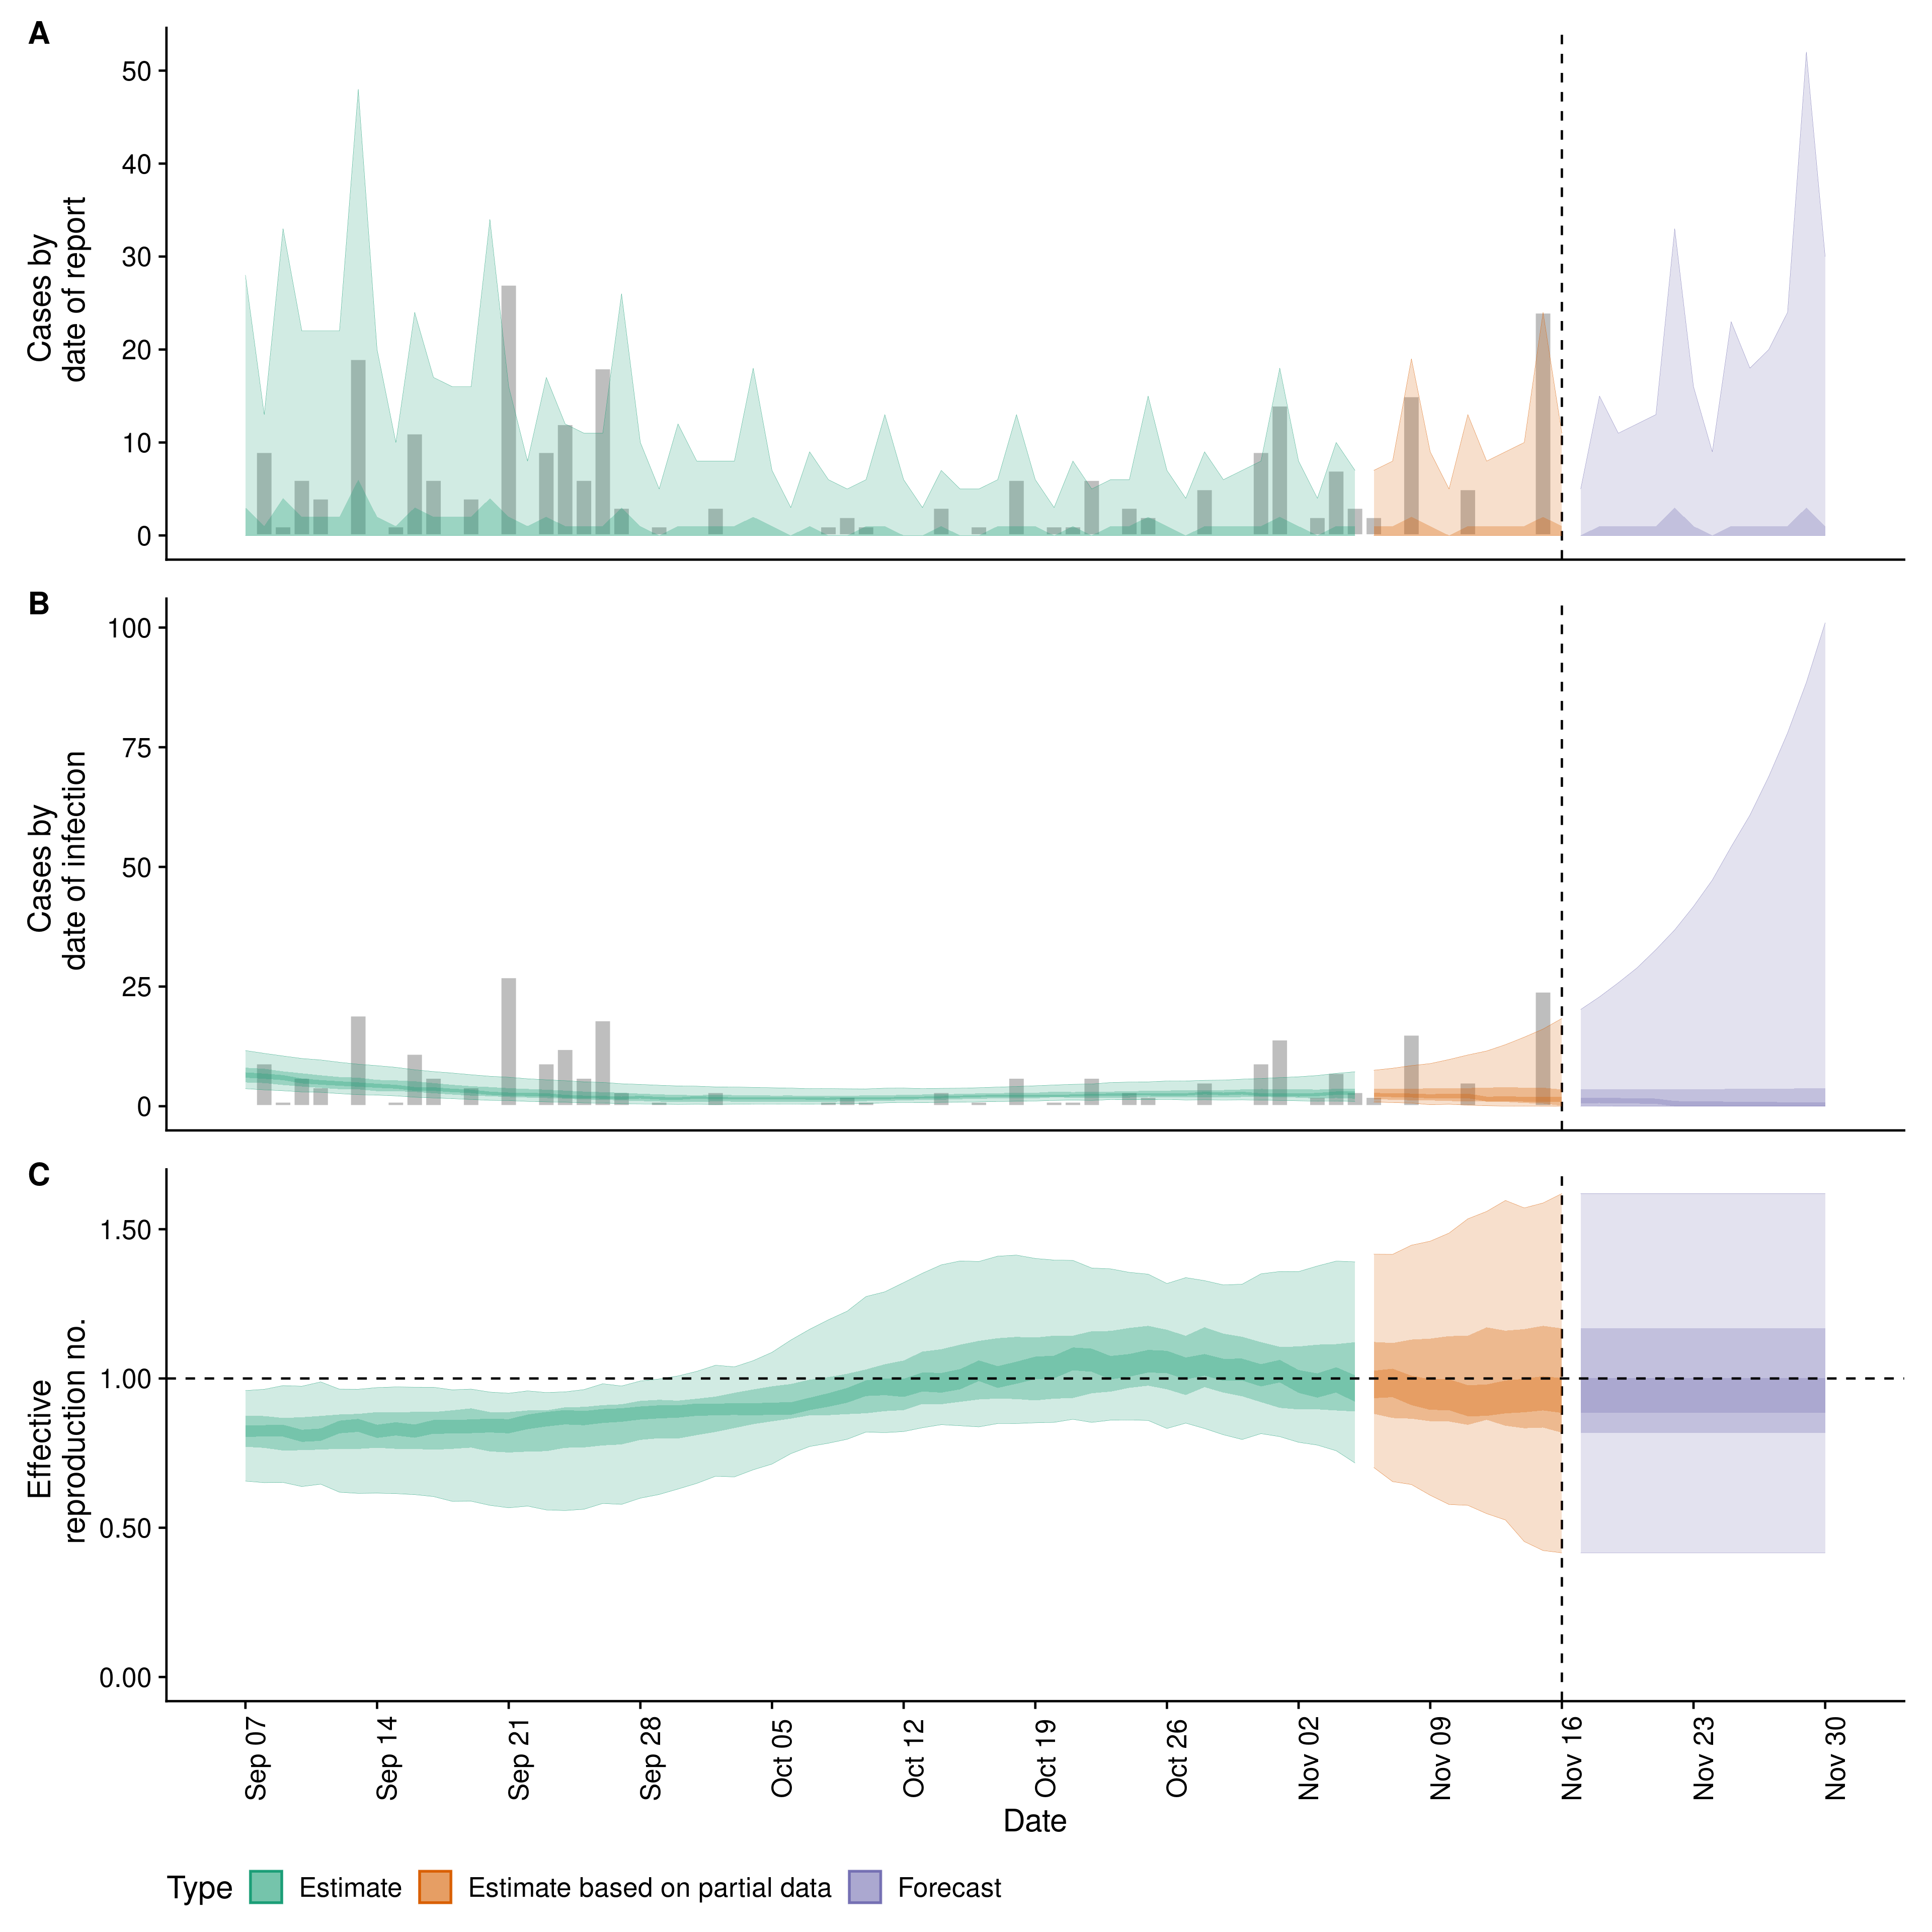 A
50
40
30
20
10
0
Cases by
date of report
B
100
75
50
25
0
Cases by
date of infection
C
1.50
1.00
0.50
0.00
Effective
reproduction no.
Sep 07
Sep 14
Sep 21
Sep 28
Oct 05
Oct 12
Oct 19
Oct 26
Nov 02
Nov 09
Nov 16
Nov 23
Nov 30
Date
Type Estimate Estimate based on partial data Forecast